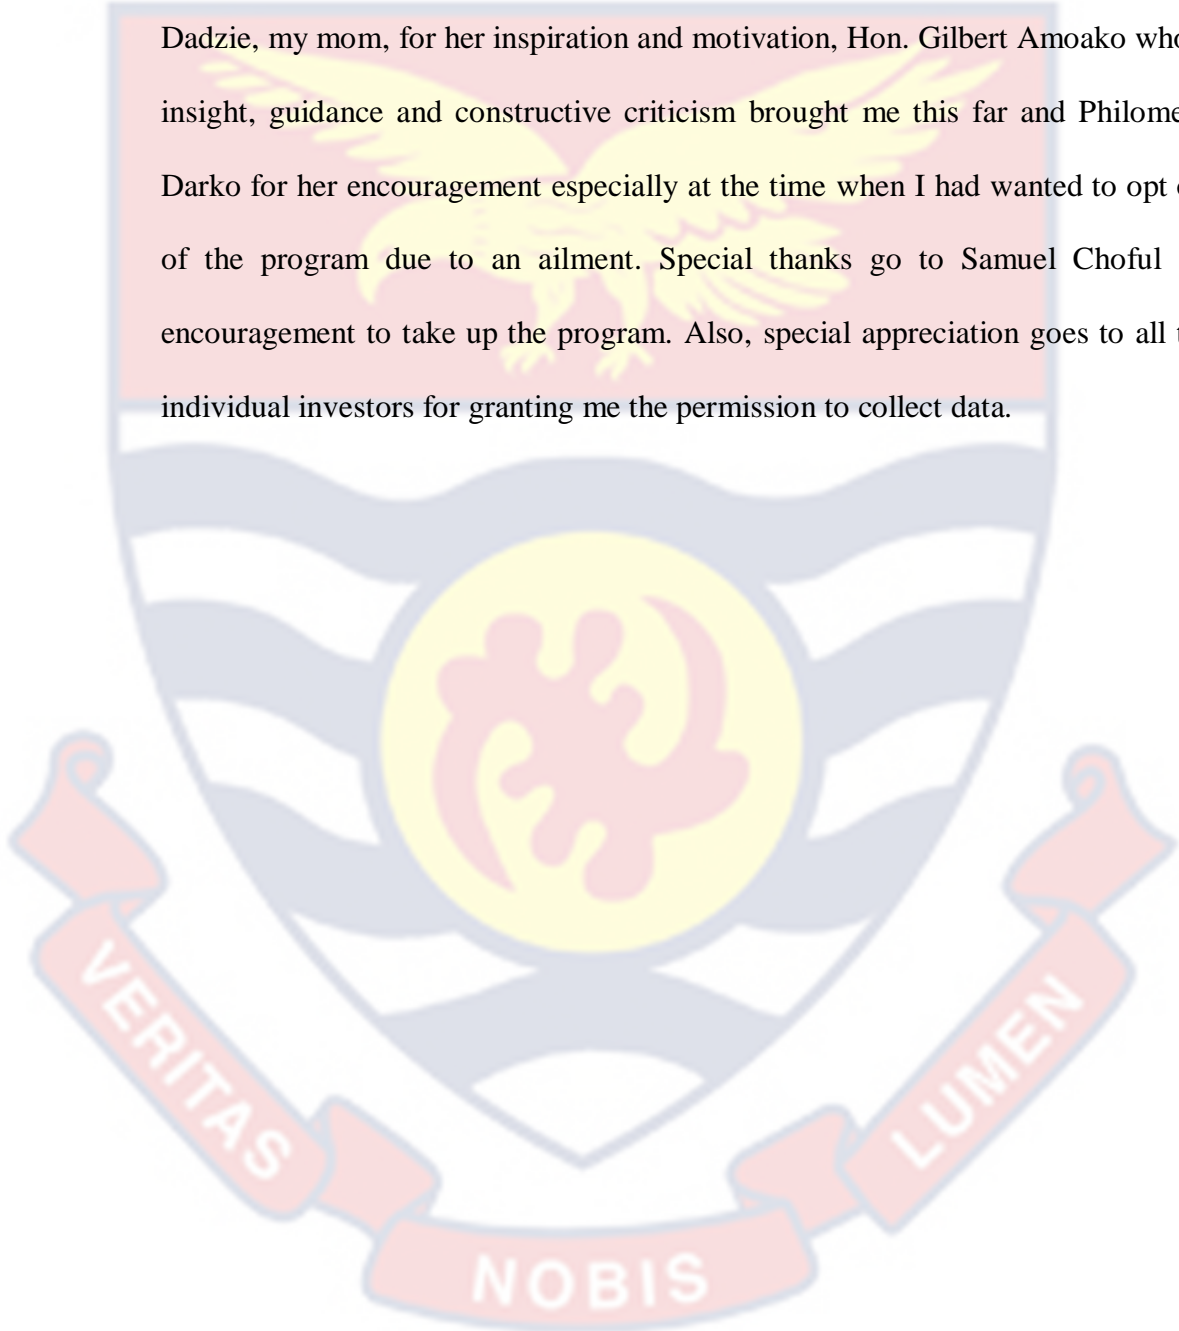 Dadzie, my mom, for her inspiration and motivation, Hon. Gilbert Amoako who
insight, guidance and constructive criticism brought me this far and Philome
Darko for her encouragement especially at the time when I had wanted to opt
of the program due to an ailment. Special thanks go to Samuel Choful
encouragement to take up the program. Also, special appreciation goes to all
individual investors for granting me the permission to collect data.
VERITAS
NOBIS
LUMEN